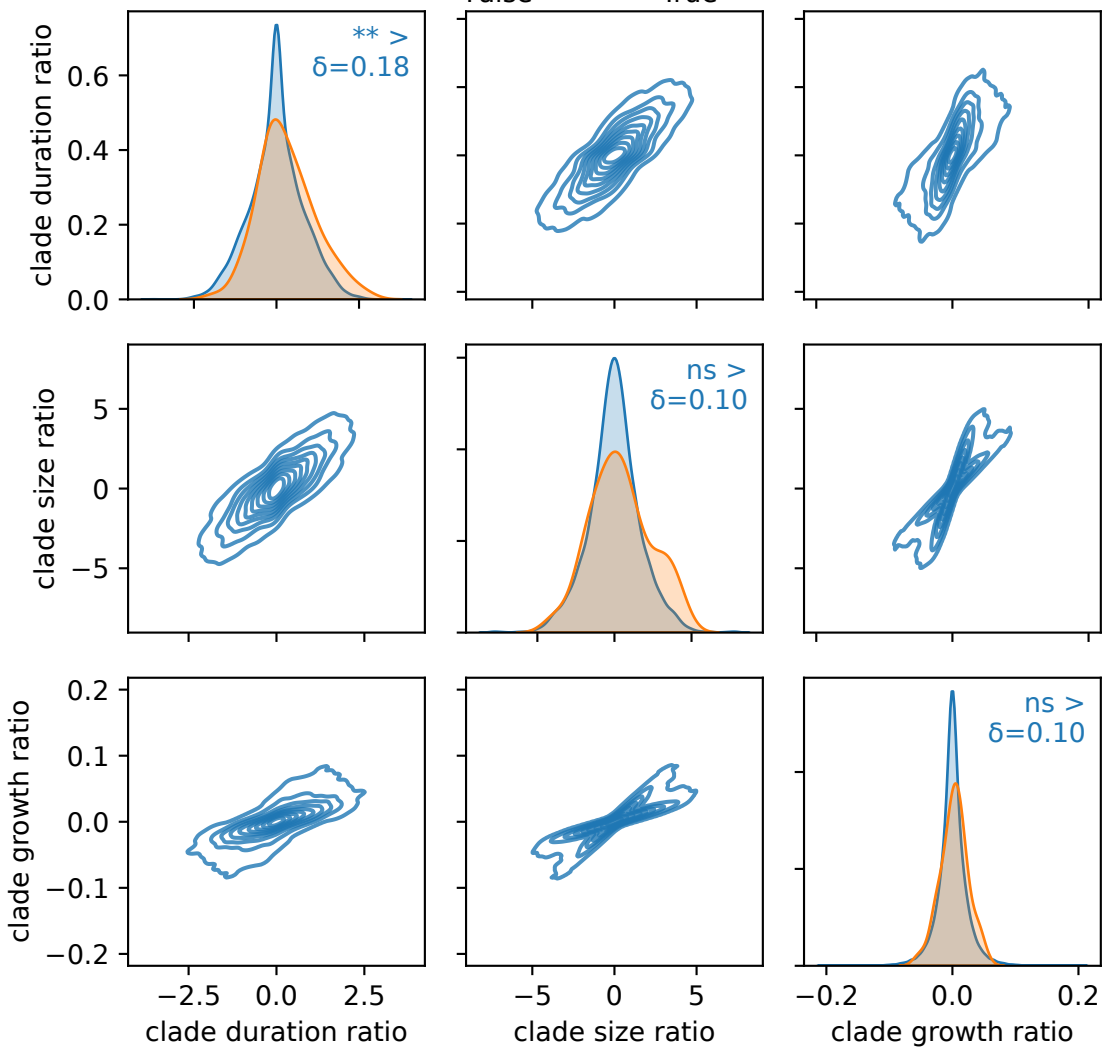 False True
clade duration ratio
0.6
0.4
0.2
0.0
** >
δ=0.18
clade size ratio
5
0
−5
ns >
δ=0.10
clade growth ratio
0.2
0.1
0.0
−0.1
−0.2
ns >
δ=0.10
−2.5 0.0 2.5
−5 0 5
−0.2 0.0 0.2
clade duration ratio
clade size ratio
clade growth ratio